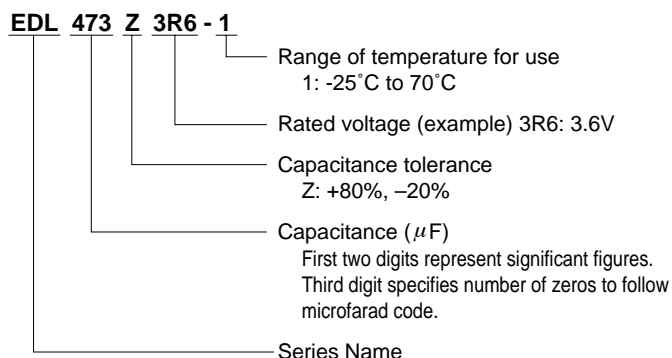 EDL 473 Z 3R6 - 1
Range of temperature for use
1: -25˚C to 70˚C
Rated voltage (example) 3R6: 3.6V
Capacitance tolerance
Z: +80%, –20%
Capacitance (μF)
First two digits represent significant figures.
Third digit specifies number of zeros to follow
microfarad code.
Series Name